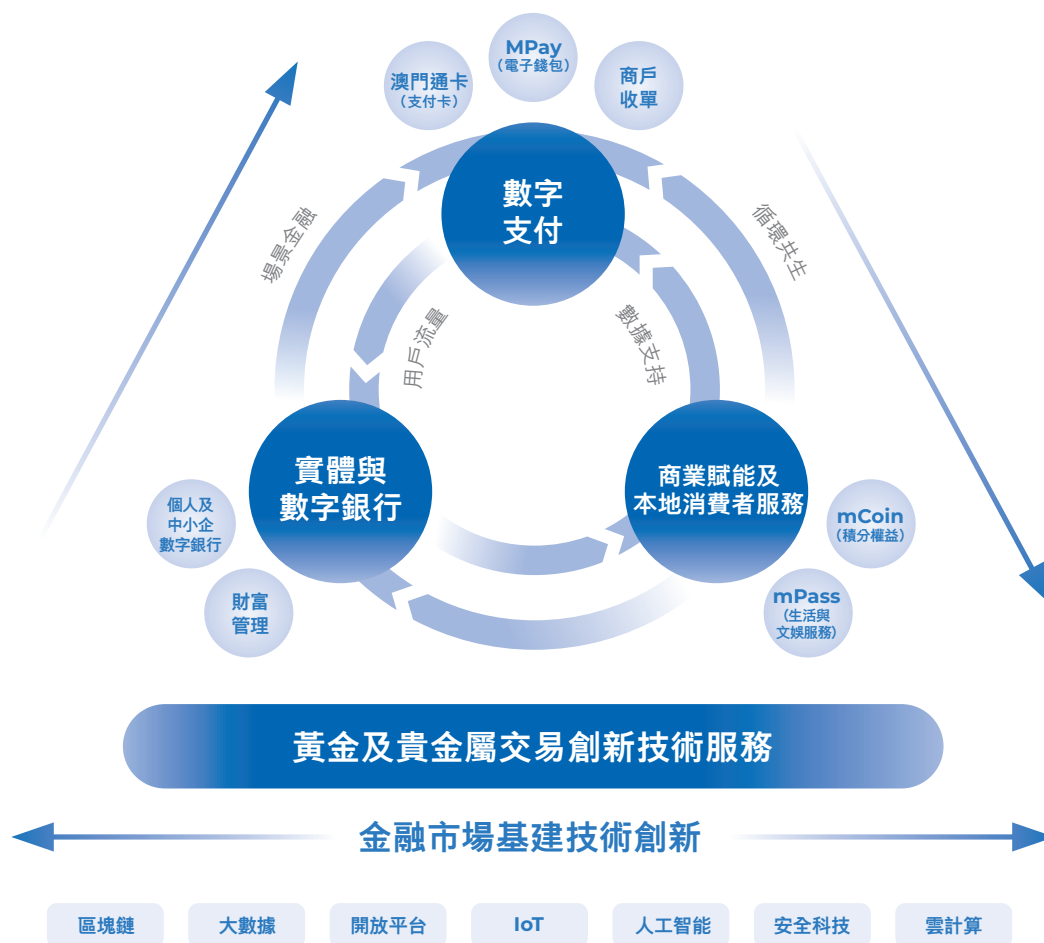 MPay
（電子錢包）
澳門通卡
（支付卡）
商戶
收單
數字
支付
場景金融
循環共生
用戶流量
數據支持
實體與
數字銀行
商業賦能及
本地消費者服務
個人及
中小企
數字銀行
財富
管理
mCoin
（積分權益）
mPass
（生活與
文娛服務）
黃金及貴金屬交易創新技術服務
金融市場基建技術創新
區塊鏈
大數據
開放平台
IoT
人工智能
安全科技
雲計算